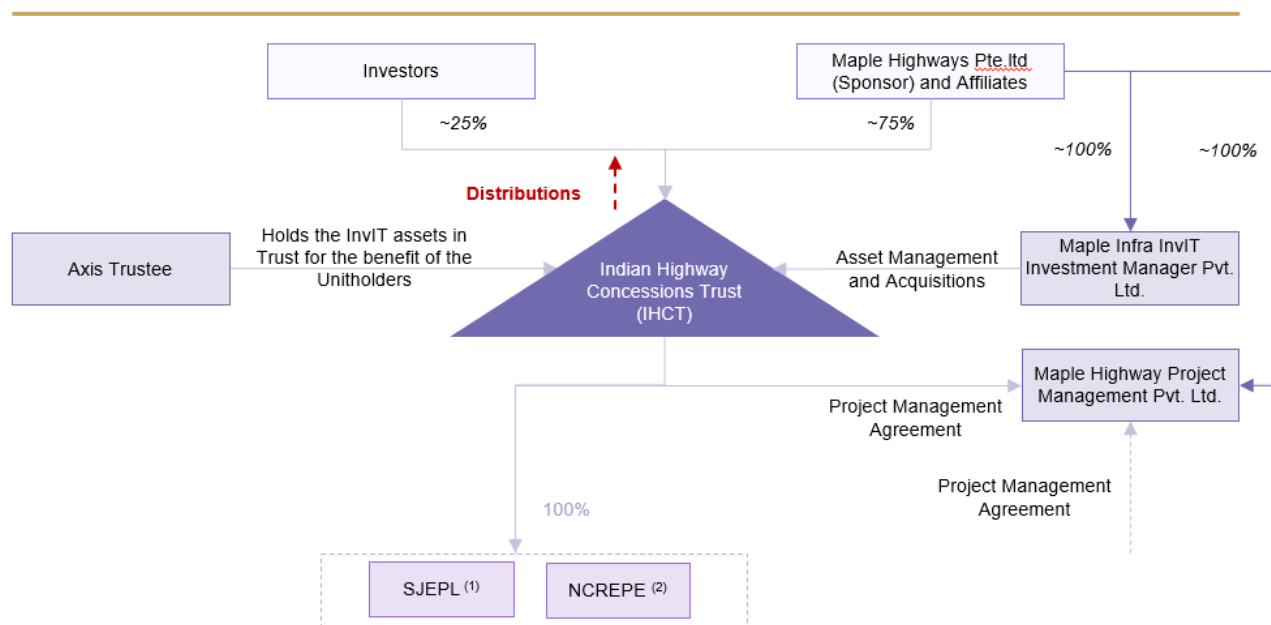 Investors
Maple Highways Pte.ltd
(Sponsor) and Affiliates
~25%
~75%
~100%
~100%
Distributions
Axis Trustee
Holds the InvIT assets in
Trust for the benefit of the
Unitholders
Indian Highway
Concessions Trust
(IHCT)
Asset Management
and Acquisitions
Maple Infra InvIT
Investment Manager Pvt.
Ltd.
Maple Highway Project
Management Pvt. Ltd.
Project Management
Agreement
Project Management
Agreement
100%
SJEPL (1)
NCREPE (2)